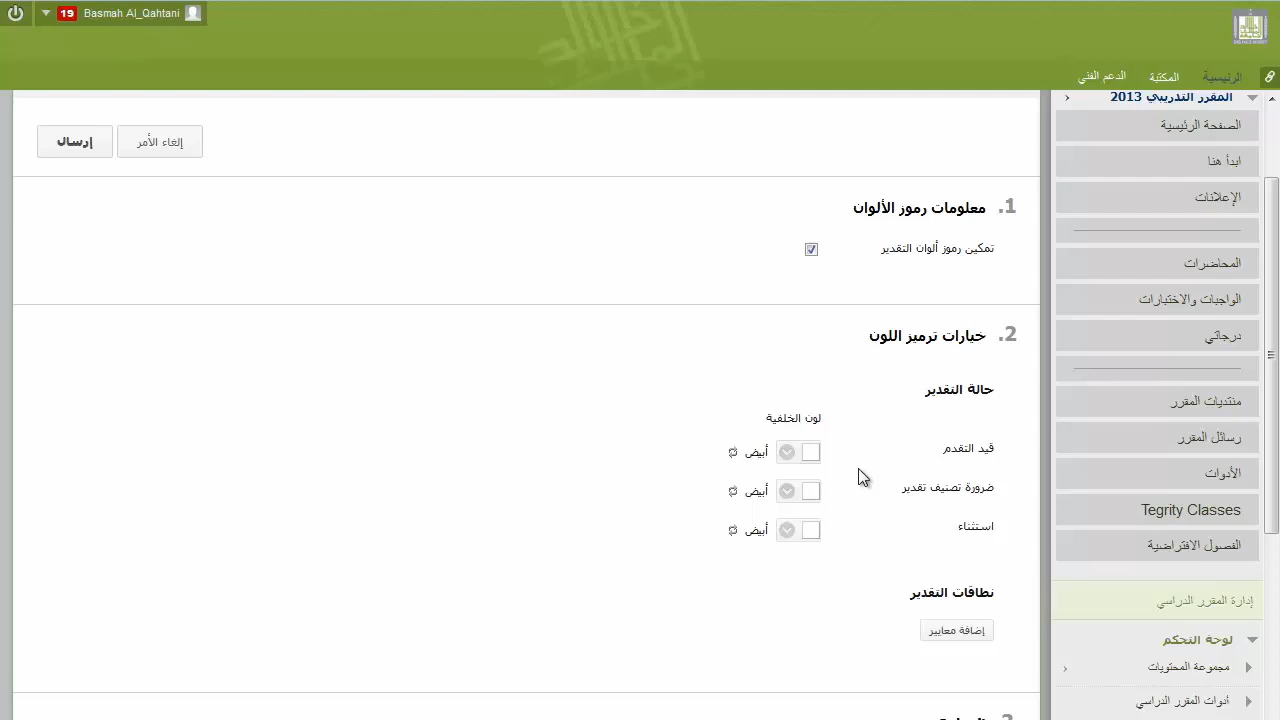 19 Basmah Al_Qahtani
الرئيسية
المكتبة
الدعم الفني
المقرر التدريبي 2013
الصفحة الرئيسية
ابدأ هنا
الإعلانات
المحاضرات
الواجبات والاختبارات
درجاتي
منتديات المقرر
رسائل المقرر
الأدوات
Tegrity Classes
الفصول الافتراضية
إدارة المقرر الدراسي
لوحة التحكم
مجموعة المحتويات
أدوات المقرر الدراسي
إلغاء الأمر
إرسال
1. معلومات رموز الألوان
تمكين رموز ألوان التقدير
2. خيارات ترميز اللون
حالة التقدير
لون الخلفية
قيد التقدم أبيض
ضرورة تصنيف تقدير أبيض
استثناء أبيض
نطاقات التقدير
إضافة معايير